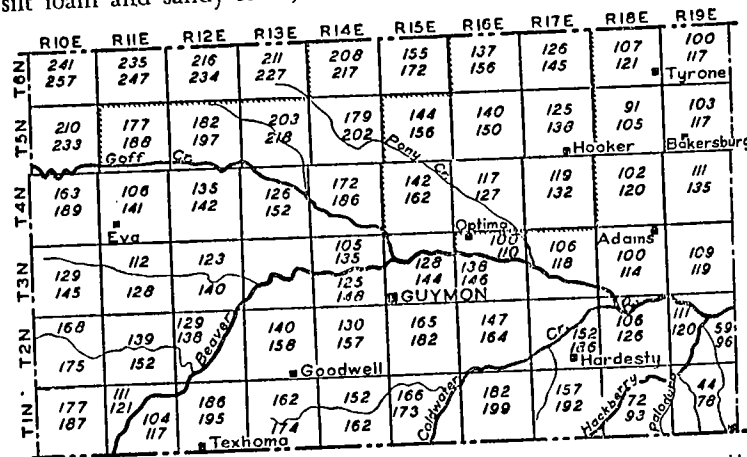 silt loam and sandy
R10E R11E R12E R13E R14E R15E R16E R17E R18E R19E
T6N 241 235 216 211 208 155 137 126 107 100
257 247 234 227 217 172 156 145 121 117
Tyrone
T5N 210 177 182 203 179 144 140 125 91 103
233 188 197 218 202 156 150 138 105 117
Goff Cr. Pony Cr. Hooker Bakersburg
T4N 163 106 135 126 172 142 117 119 102 111
189 141 142 152 186 162 127 132 120 135
Eva Optima Adams
T3N 129 112 123 105 128 138 100 106 100 109
145 128 140 135 144 146 110 118 114 119
125
148
GUYMON
T2N 168 139 129 140 130 165 147 152 106 111 59
175 152 138 158 157 182 164 186 126 120 96
Beaver Cr. R. Goodwell Hardesty
T1N 177 111 104 186 162 152 166 182 157 72 44
187 121 117 195 174 162 173 199 192 93 78
Texhoma Coldwater Hackberry Palodura